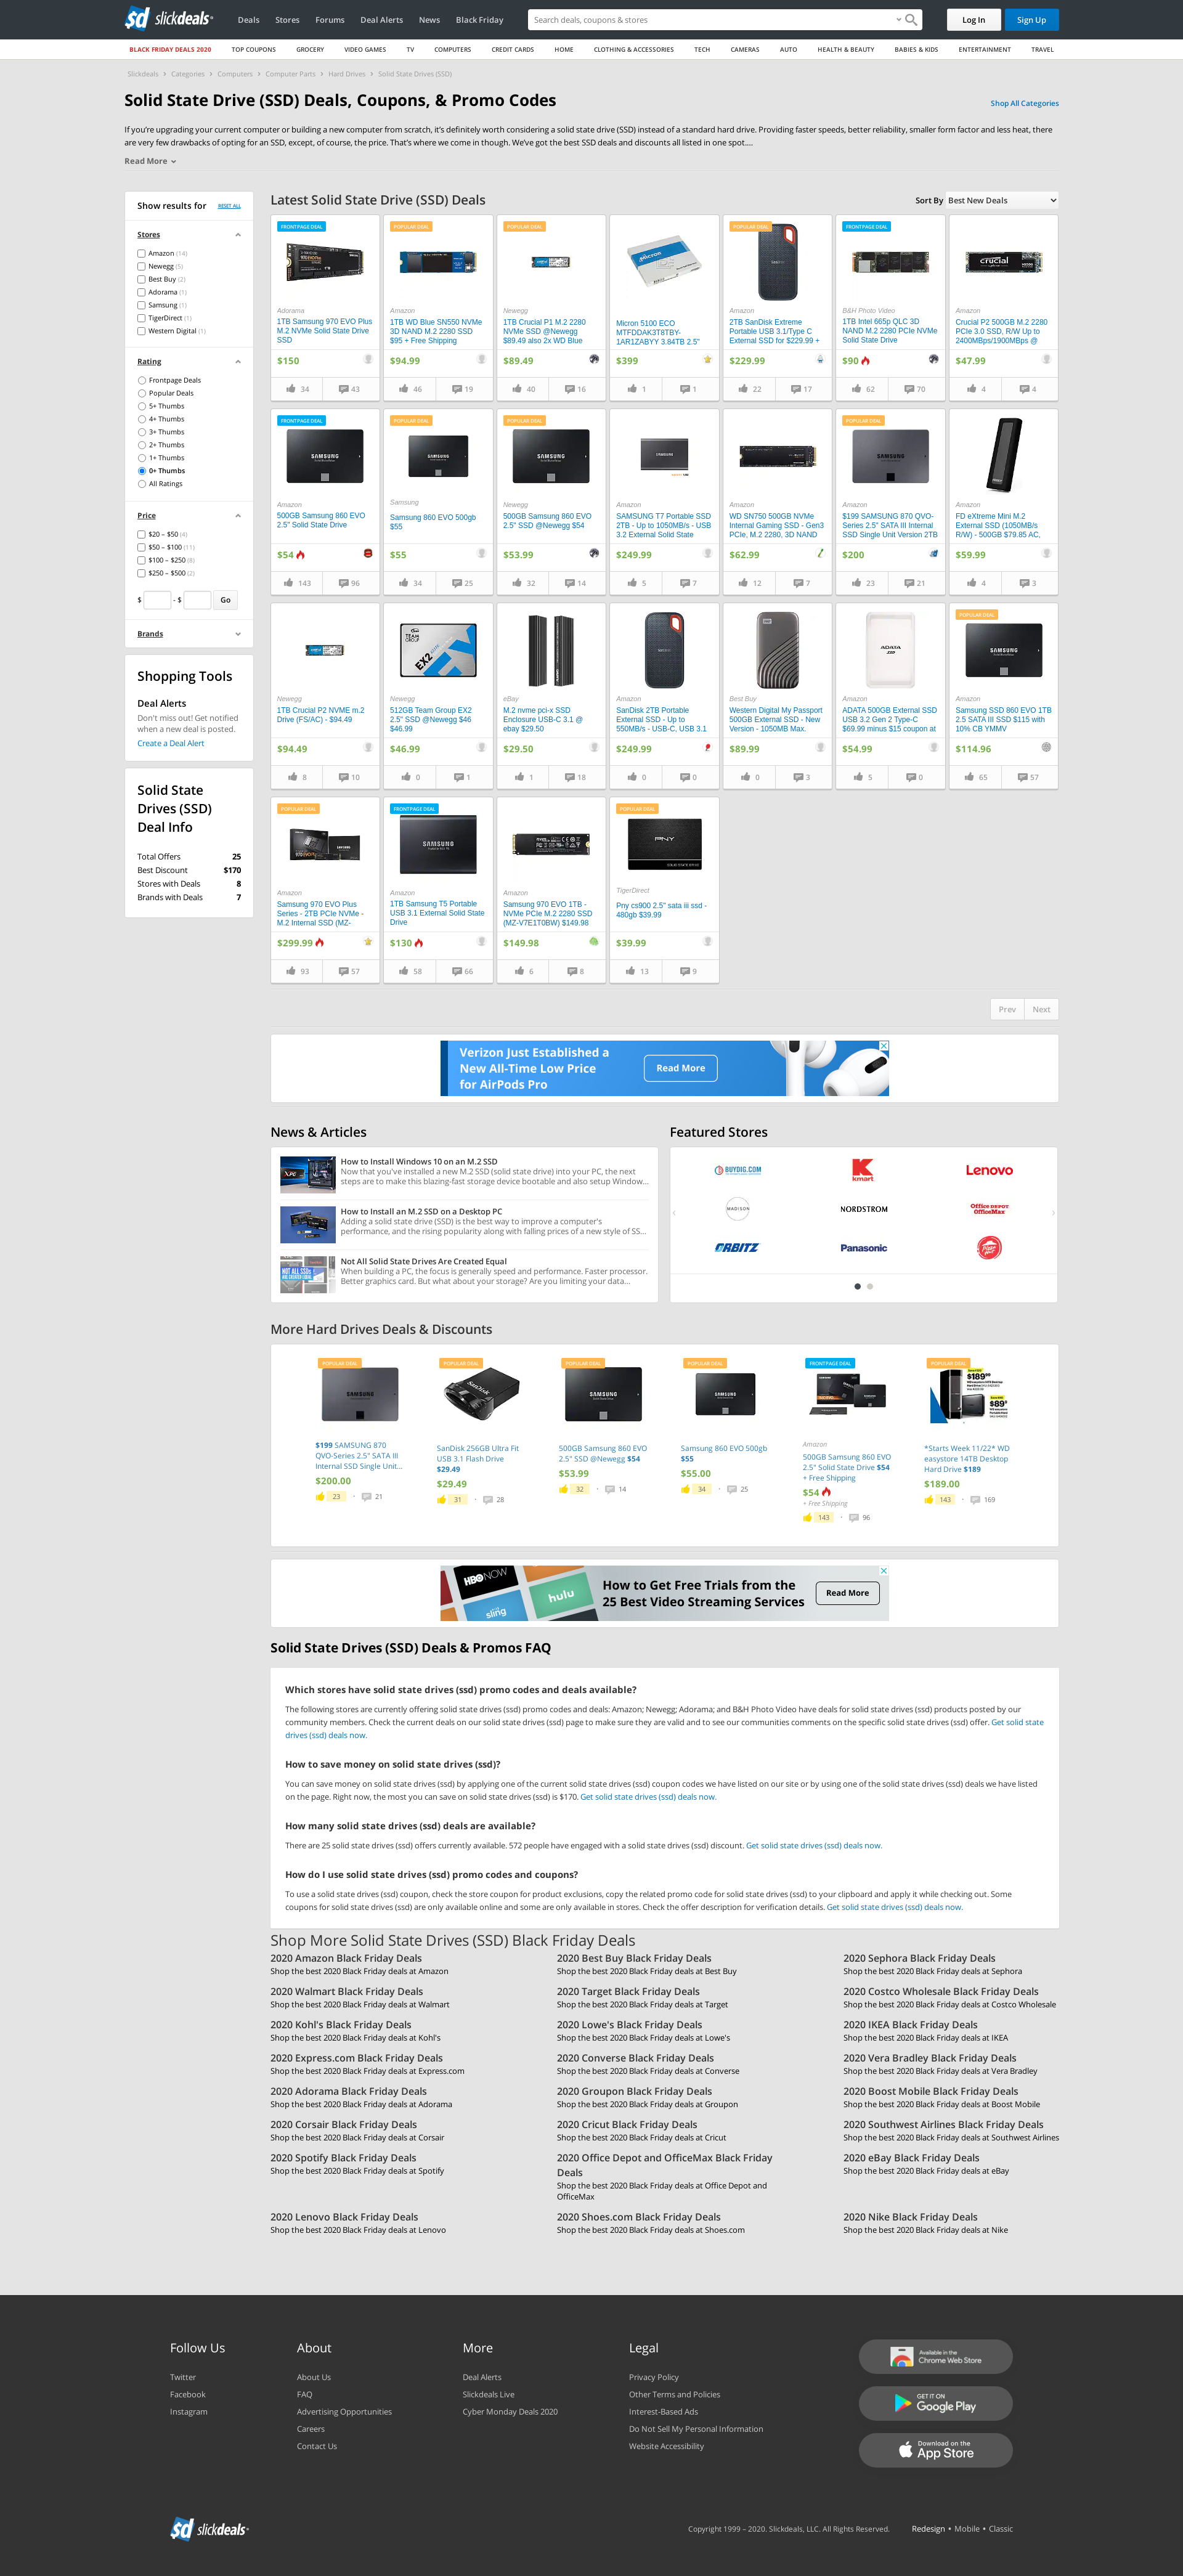 slickdeals
Deals
Stores
Forums
Deal Alerts
News
Black Friday
Search deals, coupons & stores
Log In
Sign Up
BLACK FRIDAY DEALS 2020
TOP COUPONS
GROCERY
VIDEO GAMES
TV
COMPUTERS
CREDIT CARDS
HOME
CLOTHING & ACCESSORIES
TECH
CAMERAS
AUTO
HEALTH & BEAUTY
BABIES & KIDS
ENTERTAINMENT
TRAVEL
Slickdeals > Categories > Computers > Computer Parts > Hard Drives > Solid State Drives (SSD)
Solid State Drive (SSD) Deals, Coupons, & Promo Codes
Shop All Categories
If you're upgrading your current computer or building a new computer from scratch, it's definitely worth considering a solid state drive (SSD) instead of a standard hard drive. Providing faster speeds, better reliability, smaller form factor and less heat, there
are very few drawbacks of opting for an SSD, except, of course, the price. That's where we come in though. We've got the best SSD deals and discounts all listed in one spot....
Read More
Show results for
RESET ALL
Stores
Amazon (14)
Newegg (5)
Best Buy (2)
Adorama (1)
Samsung (1)
TigerDirect (1)
Western Digital (1)
Rating
Frontpage Deals
Popular Deals
5+ Thumbs
4+ Thumbs
3+ Thumbs
2+ Thumbs
1+ Thumbs
0+ Thumbs
All Ratings
Price
$20 – $50 (4)
$50 – $100 (11)
$100 – $250 (8)
$250 – $500 (2)
$ - $ Go
Brands
Shopping Tools
Deal Alerts
Don't miss out! Get notified
when a new deal is posted.
Create a Deal Alert
Solid State
Drives (SSD)
Deal Info
Total Offers 25
Best Discount $170
Stores with Deals 8
Brands with Deals 7
Latest Solid State Drive (SSD) Deals
Sort By Best New Deals
FRONTPAGE DEAL
Adorama
1TB Samsung 970 EVO Plus
M.2 NVMe Solid State Drive
SSD
$150
34
43
POPULAR DEAL
Amazon
1TB WD Blue SN550 NVMe
3D NAND M.2 2280 SSD
$95 + Free Shipping
$94.99
46
19
POPULAR DEAL
Newegg
1TB Crucial P1 M.2 2280
NVMe SSD @Newegg
$89.49 also 2x WD Blue
$89.49
40
16
Micron
Micron 5100 ECO
MTFDDAK3T8TBY-
1AR1ZABYY 3.84TB 2.5"
$399
1
1
POPULAR DEAL
Amazon
2TB SanDisk Extreme
Portable USB 3.1/Type C
External SSD for $229.99 +
$229.99
22
17
FRONTPAGE DEAL
B&H Photo Video
1TB Intel 665p QLC 3D
NAND M.2 2280 PCIe NVMe
Solid State Drive
$90
62
70
crucial
Amazon
Crucial P2 500GB M.2 2280
PCIe 3.0 SSD, R/W Up to
2400MBps/1900MBps @
$47.99
4
4
FRONTPAGE DEAL
SAMSUNG
Amazon
500GB Samsung 860 EVO
2.5" Solid State Drive
$54
143
96
POPULAR DEAL
SAMSUNG
Samsung
Samsung 860 EVO 500gb
$55
$55
34
25
POPULAR DEAL
SAMSUNG
Newegg
500GB Samsung 860 EVO
2.5" SSD @Newegg $54
$53.99
32
14
SAMSUNG
Amazon
SAMSUNG T7 Portable SSD
2TB - Up to 1050MB/s - USB
3.2 External Solid State
$249.99
5
7
Amazon
WD SN750 500GB NVMe
Internal Gaming SSD - Gen3
PCIe, M.2 2280, 3D NAND
$62.99
12
7
POPULAR DEAL
SAMSUNG
Amazon
$199 SAMSUNG 870 QVO-
Series 2.5" SATA III Internal
SSD Single Unit Version 2TB
$200
23
21
Amazon
FD eXtreme Mini M.2
External SSD (1050MB/s
R/W) - 500GB $79.85 AC,
$59.99
4
3
Newegg
1TB Crucial P2 NVME m.2
Drive (FS/AC) - $94.49
$94.49
8
10
TEAMGROUP
EX2
Newegg
512GB Team Group EX2
2.5" SSD @Newegg $46
$46.99
$46.99
0
1
eBay
M.2 nvme pci-x SSD
Enclosure USB-C 3.1 @
ebay $29.50
$29.50
1
18
Amazon
SanDisk 2TB Portable
External SSD - Up to
550MB/s - USB-C, USB 3.1
$249.99
0
0
Best Buy
Western Digital My Passport
500GB External SSD - New
Version - 1050MB Max.
$89.99
0
3
ADATA
Amazon
ADATA 500GB External SSD
USB 3.2 Gen 2 Type-C
$69.99 minus $15 coupon at
$54.99
5
0
POPULAR DEAL
SAMSUNG
Amazon
Samsung SSD 860 EVO 1TB
2.5 SATA III SSD $115 with
10% CB YMMV
$114.96
65
57
POPULAR DEAL
Amazon
Samsung 970 EVO Plus
Series - 2TB PCIe NVMe -
M.2 Internal SSD (MZ-
$299.99
93
57
FRONTPAGE DEAL
SAMSUNG
Amazon
1TB Samsung T5 Portable
USB 3.1 External Solid State
Drive
$130
58
66
Amazon
Samsung 970 EVO 1TB -
NVMe PCIe M.2 2280 SSD
(MZ-V7E1T0BW) $149.98
$149.98
6
8
POPULAR DEAL
PNY
TigerDirect
Pny cs900 2.5" sata iii ssd -
480gb $39.99
$39.99
13
9
Prev
Next
Verizon Just Established a
New All-Time Low Price
for AirPods Pro
Read More
News & Articles
How to Install Windows 10 on an M.2 SSD
Now that you've installed a new M.2 SSD (solid state drive) into your PC, the next
steps are to make this blazing-fast storage device bootable and also setup Window...
How to Install an M.2 SSD on a Desktop PC
Adding a solid state drive (SSD) is the best way to improve a computer's
performance, and the rising popularity along with falling prices of a new style of SS...
Not All Solid State Drives Are Created Equal
When building a PC, the focus is generally speed and performance. Faster processor.
Better graphics card. But what about your storage? Are you limiting your data...
Featured Stores
BUYDIG.COM
kmart
Lenovo
MADISON
NORDSTROM
Office DEPOT
OfficeMax
ORBITZ
Panasonic
Pizza Hut
More Hard Drives Deals & Discounts
POPULAR DEAL
SAMSUNG
$199 SAMSUNG 870
QVO-Series 2.5" SATA III
Internal SSD Single Unit...
$200.00
23 · 21
POPULAR DEAL
SanDisk
SanDisk 256GB Ultra Fit
USB 3.1 Flash Drive
$29.49
$29.49
31 · 28
POPULAR DEAL
SAMSUNG
500GB Samsung 860 EVO
2.5" SSD @Newegg $54
$53.99
32 · 14
POPULAR DEAL
SAMSUNG
Samsung 860 EVO 500gb
$55
$55.00
34 · 25
FRONTPAGE DEAL
Amazon
500GB Samsung 860 EVO
2.5" Solid State Drive $54
+ Free Shipping
$54
+ Free Shipping
143 · 96
POPULAR DEAL
$189
$89
*Starts Week 11/22* WD
easystore 14TB Desktop
Hard Drive $189
$189.00
143 · 169
HBO NOW
sling
hulu
How to Get Free Trials from the
25 Best Video Streaming Services
Read More
Solid State Drives (SSD) Deals & Promos FAQ
Which stores have solid state drives (ssd) promo codes and deals available?
The following stores are currently offering solid state drives (ssd) promo codes and deals: Amazon; Newegg; Adorama; and B&H Photo Video have deals for solid state drives (ssd) products posted by our
community members. Check the current deals on our solid state drives (ssd) page to make sure they are valid and to see our communities comments on the specific solid state drives (ssd) offer. Get solid state
drives (ssd) deals now.
How to save money on solid state drives (ssd)?
You can save money on solid state drives (ssd) by applying one of the current solid state drives (ssd) coupon codes we have listed on our site or by using one of the solid state drives (ssd) deals we have listed
on the page. Right now, the most you can save on solid state drives (ssd) is $170. Get solid state drives (ssd) deals now.
How many solid state drives (ssd) deals are available?
There are 25 solid state drives (ssd) offers currently available. 572 people have engaged with a solid state drives (ssd) discount. Get solid state drives (ssd) deals now.
How do I use solid state drives (ssd) promo codes and coupons?
To use a solid state drives (ssd) coupon, check the store coupon for product exclusions, copy the related promo code for solid state drives (ssd) to your clipboard and apply it while checking out. Some
coupons for solid state drives (ssd) are only available online and some are only available in stores. Check the offer description for verification details. Get solid state drives (ssd) deals now.
Shop More Solid State Drives (SSD) Black Friday Deals
2020 Amazon Black Friday Deals
Shop the best 2020 Black Friday deals at Amazon
2020 Best Buy Black Friday Deals
Shop the best 2020 Black Friday deals at Best Buy
2020 Sephora Black Friday Deals
Shop the best 2020 Black Friday deals at Sephora
2020 Walmart Black Friday Deals
Shop the best 2020 Black Friday deals at Walmart
2020 Target Black Friday Deals
Shop the best 2020 Black Friday deals at Target
2020 Costco Wholesale Black Friday Deals
Shop the best 2020 Black Friday deals at Costco Wholesale
2020 Kohl's Black Friday Deals
Shop the best 2020 Black Friday deals at Kohl's
2020 Lowe's Black Friday Deals
Shop the best 2020 Black Friday deals at Lowe's
2020 IKEA Black Friday Deals
Shop the best 2020 Black Friday deals at IKEA
2020 Express.com Black Friday Deals
Shop the best 2020 Black Friday deals at Express.com
2020 Converse Black Friday Deals
Shop the best 2020 Black Friday deals at Converse
2020 Vera Bradley Black Friday Deals
Shop the best 2020 Black Friday deals at Vera Bradley
2020 Adorama Black Friday Deals
Shop the best 2020 Black Friday deals at Adorama
2020 Groupon Black Friday Deals
Shop the best 2020 Black Friday deals at Groupon
2020 Boost Mobile Black Friday Deals
Shop the best 2020 Black Friday deals at Boost Mobile
2020 Corsair Black Friday Deals
Shop the best 2020 Black Friday deals at Corsair
2020 Cricut Black Friday Deals
Shop the best 2020 Black Friday deals at Cricut
2020 Southwest Airlines Black Friday Deals
Shop the best 2020 Black Friday deals at Southwest Airlines
2020 Spotify Black Friday Deals
Shop the best 2020 Black Friday deals at Spotify
2020 Office Depot and OfficeMax Black Friday
Deals
Shop the best 2020 Black Friday deals at Office Depot and
OfficeMax
2020 eBay Black Friday Deals
Shop the best 2020 Black Friday deals at eBay
2020 Lenovo Black Friday Deals
Shop the best 2020 Black Friday deals at Lenovo
2020 Shoes.com Black Friday Deals
Shop the best 2020 Black Friday deals at Shoes.com
2020 Nike Black Friday Deals
Shop the best 2020 Black Friday deals at Nike
Follow Us
Twitter
Facebook
Instagram
About
About Us
FAQ
Advertising Opportunities
Careers
Contact Us
More
Deal Alerts
Slickdeals Live
Cyber Monday Deals 2020
Legal
Privacy Policy
Other Terms and Policies
Interest-Based Ads
Do Not Sell My Personal Information
Website Accessibility
Available in the
Chrome Web Store
GET IT ON
Google Play
Download on the
App Store
slickdeals
Copyright 1999 – 2020. Slickdeals, LLC. All Rights Reserved.
Redesign • Mobile • Classic